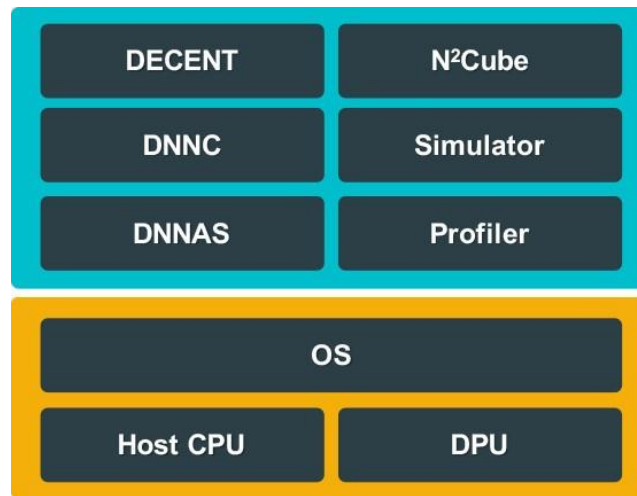 DECENT N²Cube
DNNC Simulator
DNNAS Profiler
OS
Host CPU DPU